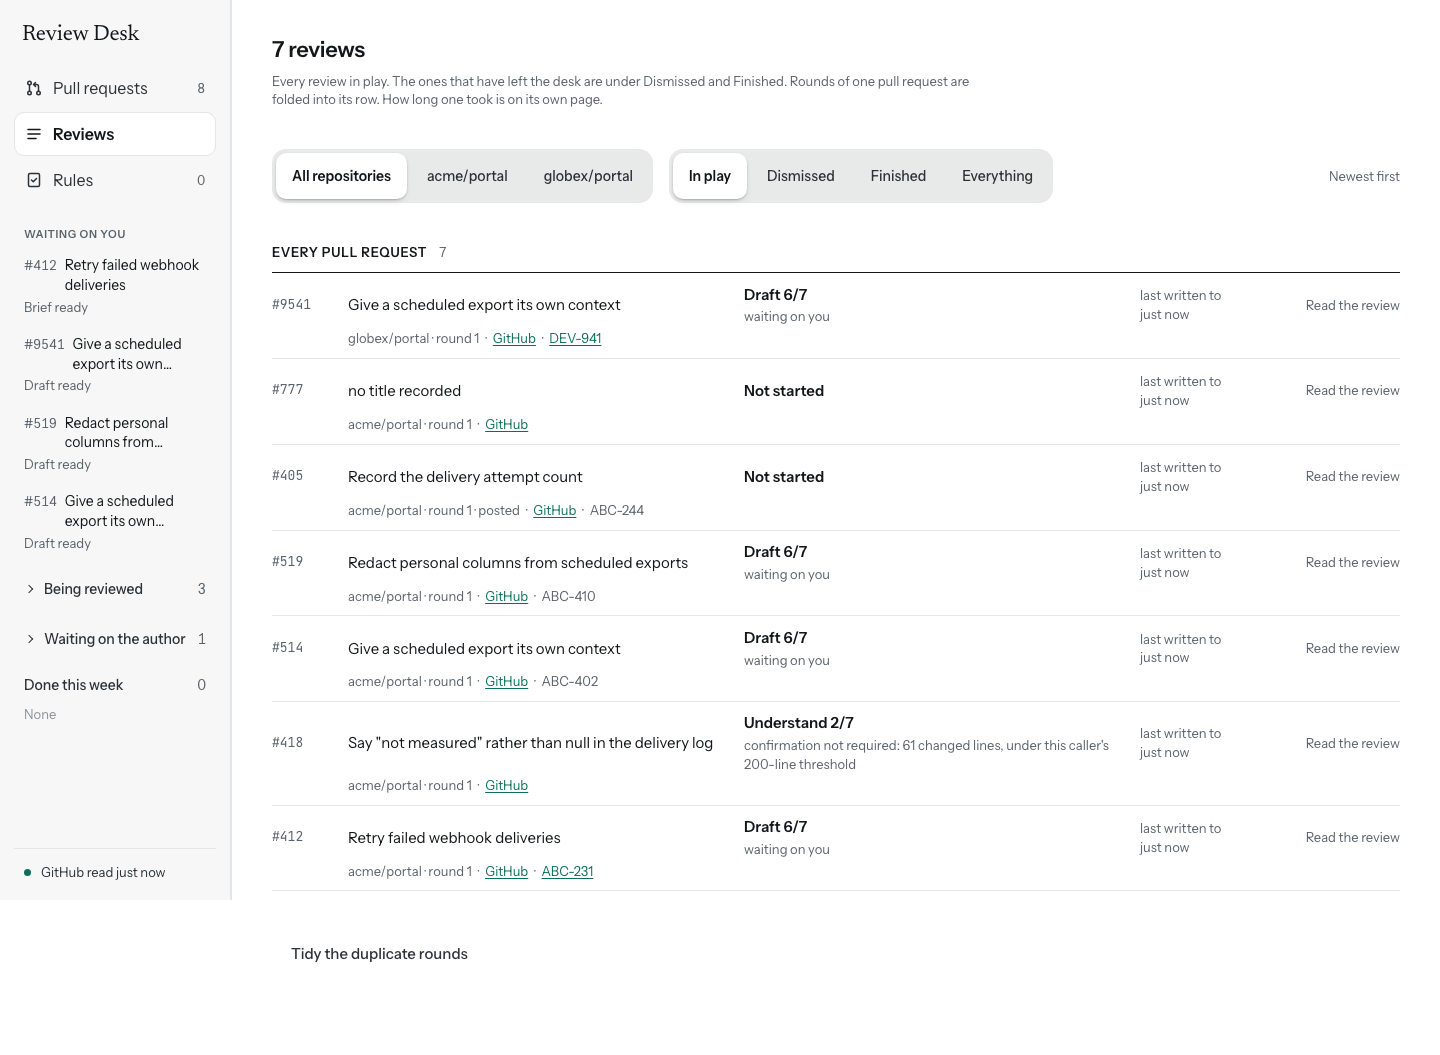 Review Desk
Pull requests 8
Reviews
Rules 0
WAITING ON YOU
#412 Retry failed webhook
deliveries
Brief ready
#9541 Give a scheduled
export its own...
Draft ready
#519 Redact personal
columns from...
Draft ready
#514 Give a scheduled
export its own...
Draft ready
Being reviewed 3
Waiting on the author 1
Done this week 0
None
GitHub read just now
7 reviews
Every review in play. The ones that have left the desk are under Dismissed and Finished. Rounds of one pull request are
folded into its row. How long one took is on its own page.
All repositories acme/portal globex/portal In play Dismissed Finished Everything Newest first
EVERY PULL REQUEST 7
#9541 Give a scheduled export its own context Draft 6/7 last written to Read the review
waiting on you just now
globex/portal · round 1 · GitHub · DEV-941
#777 no title recorded Not started last written to Read the review
just now
acme/portal · round 1 · GitHub
#405 Record the delivery attempt count Not started last written to Read the review
just now
acme/portal · round 1 · posted · GitHub · ABC-244
#519 Redact personal columns from scheduled exports Draft 6/7 last written to Read the review
waiting on you just now
acme/portal · round 1 · GitHub · ABC-410
#514 Give a scheduled export its own context Draft 6/7 last written to Read the review
waiting on you just now
acme/portal · round 1 · GitHub · ABC-402
#418 Say "not measured" rather than null in the delivery log Understand 2/7 last written to Read the review
confirmation not required: 61 changed lines, under this caller's just now
200-line threshold
acme/portal · round 1 · GitHub
#412 Retry failed webhook deliveries Draft 6/7 last written to Read the review
waiting on you just now
acme/portal · round 1 · GitHub · ABC-231
Tidy the duplicate rounds